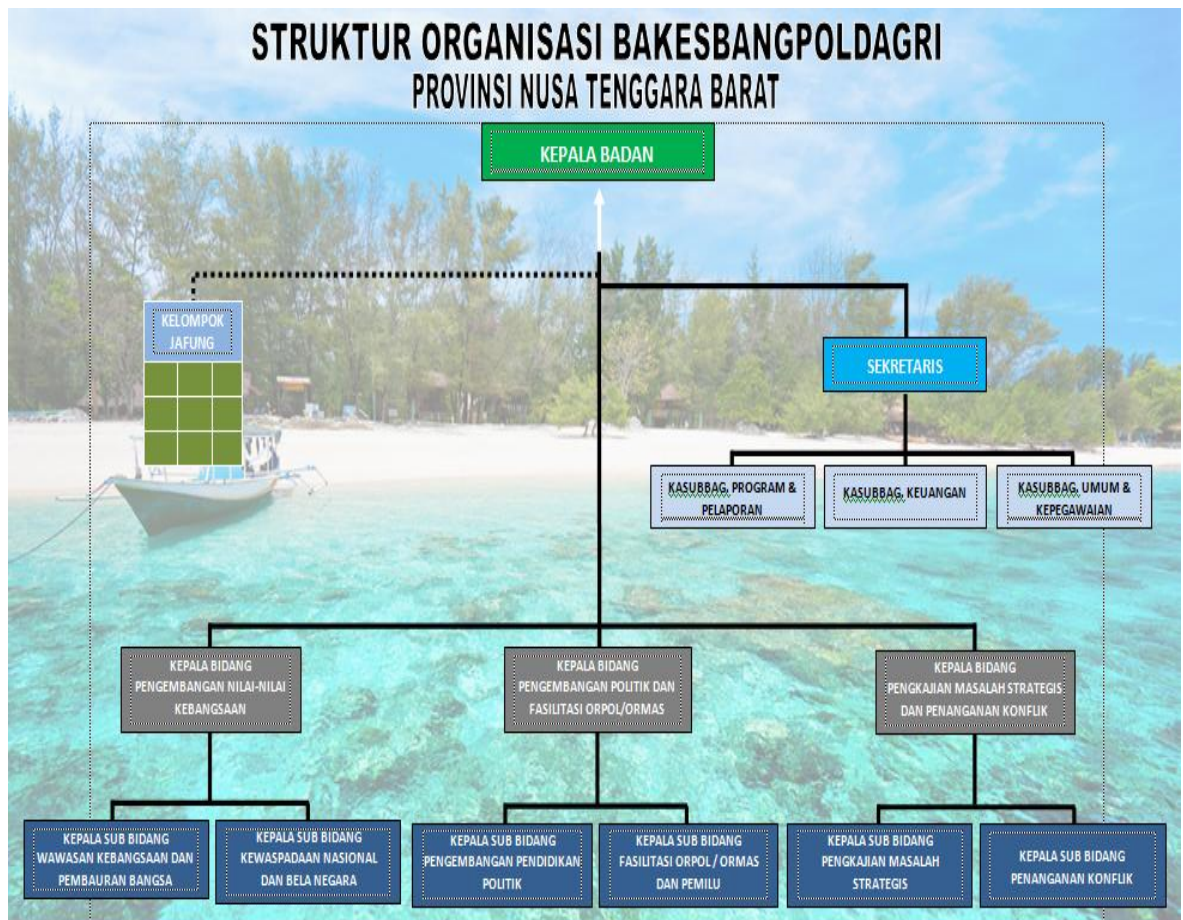 STRUKTUR ORGANISASI BAKESBANGPOLDAGRI
PROVINSI NUSA TENGGARA BARAT
KEPALA BADAN
KELOMPOK
JAFUNG
SEKRETARIS
KASUBBAG, PROGRAM &
PELAPORAN
KASUBBAG, KEUANGAN
KASUBBAG, UMUM &
KEPEGAWAIAN
KEPALA BIDANG
PENGEMBANGAN NILAI-NILAI
KEBANGSAAN
KEPALA BIDANG
PENGEMBANGAN POLITIK DAN
FASILITASI ORPOL/ORMAS
KEPALA BIDANG
PENGKAJIAN MASALAH STRATEGIS
DAN PENANGANAN KONFLIK
KEPALA SUB BIDANG
WAWASAN KEBANGSAAN DAN
PEMBAURAN BANGSA
KEPALA SUB BIDANG
KEWASPADAAN NASIONAL
DAN BELA NEGARA
KEPALA SUB BIDANG
PENGEMBANGAN PENDIDIKAN
POLITIK
KEPALA SUB BIDANG
FASILITASI ORPOL / ORMAS
DAN PEMILU
KEPALA SUB BIDANG
PENGKAJIAN MASALAH
STRATEGIS
KEPALA SUB BIDANG
PENANGANAN KONFLIK